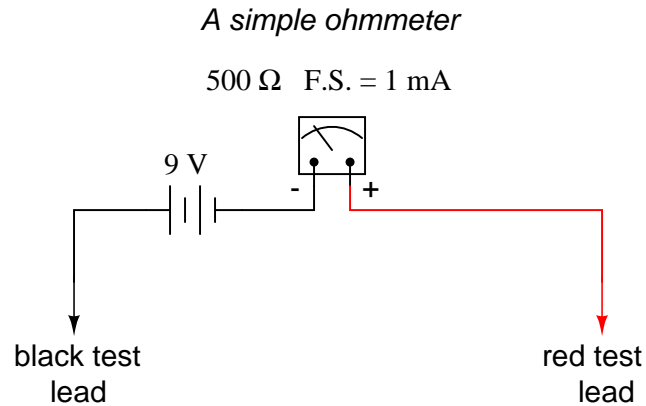 A simple ohmmeter
500 Ω F.S. = 1 mA
9 V
- +
black test
lead
red test
lead